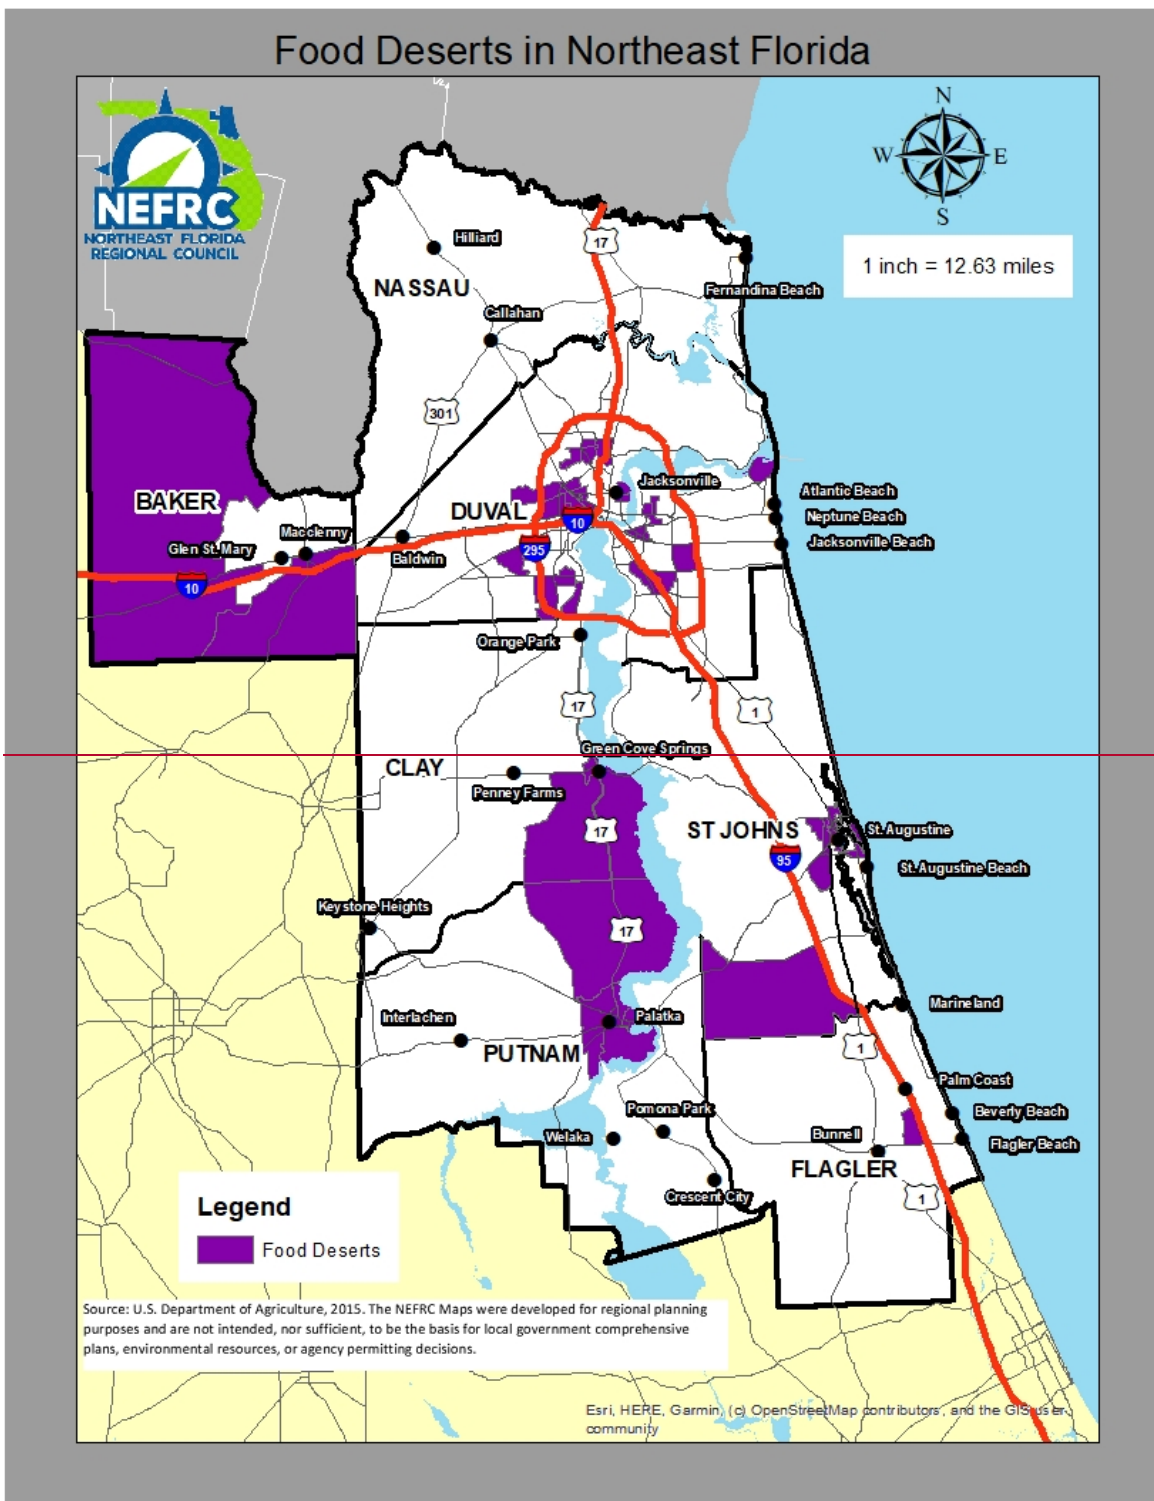 Food Deserts in Northeast Florida
NEFRC
NORTHEAST FLORIDA
REGIONAL COUNCIL
N
W
E
S
1 inch = 12.63 miles
Hilliard
17
NASSAU
Fernandina Beach
Callahan
301
BAKER
Jacksonville
DUVAL
Atlantic Beach
10
Neptune Beach
Macclenny
Glen St. Mary
Baldwin
295
Jacksonville Beach
10
Orange Park
17
1
Green Cove Springs
CLAY
Penney Farms
17
ST JOHNS
St. Augustine
95
St. Augustine Beach
Keystone Heights
17
Marineland
Interlachen
Palatka
PUTNAM
1
Palm Coast
Pomona Park
Beverly Beach
Welaka
Bunnell
Flagler Beach
FLAGLER
Crescent City
1
Legend
Food Deserts
Source: U.S. Department of Agriculture, 2015. The NEFRC Maps were developed for regional planning
purposes and are not intended, nor sufficient, to be the basis for local government comprehensive
plans, environmental resources, or agency permitting decisions.
Esri, HERE, Garmin, (c) OpenStreetMap contributors, and the GIS user
community